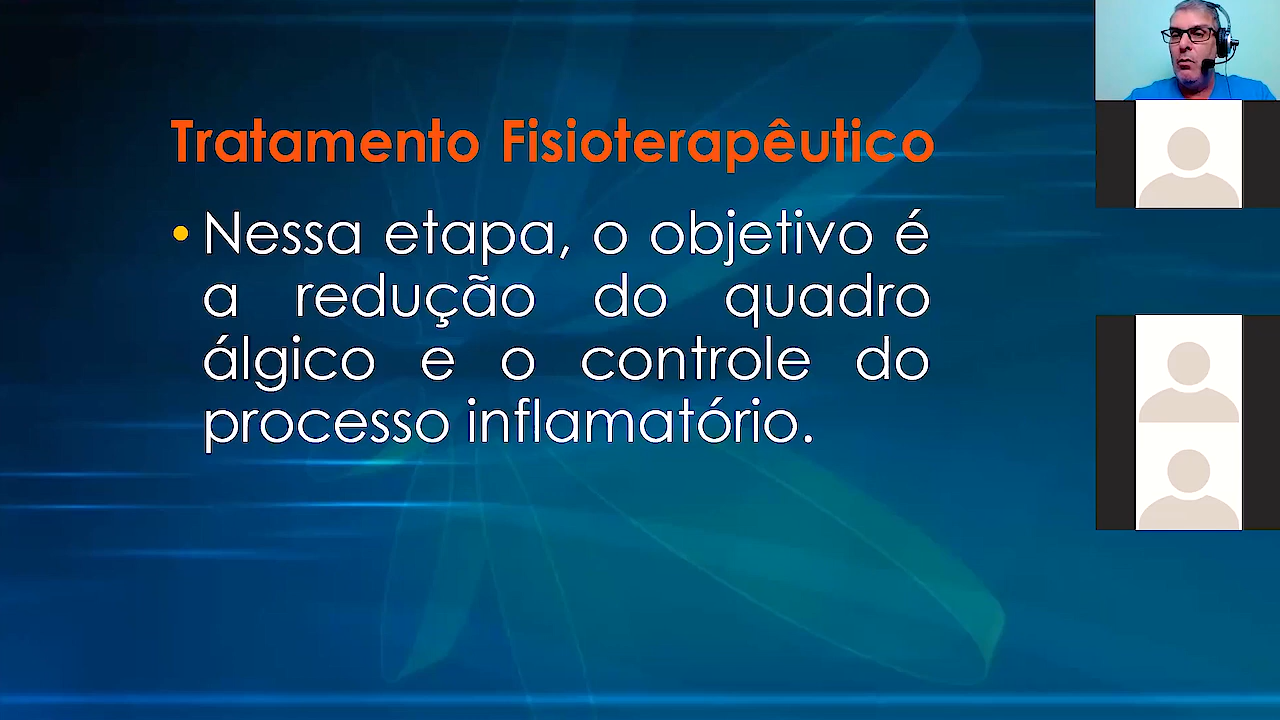 Tratamento Fisioterapêutico
• Nessa etapa, o objetivo é
a redução do quadro
álgico e o controle do
processo inflamatório.